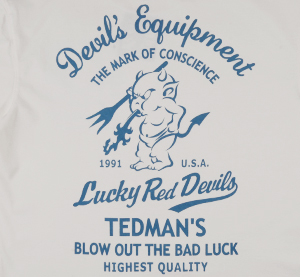 Devil's Equipment
THE MARK OF CONSCIENCE
1991 U.S.A.
Lucky Red Devils
TEDMAN'S
BLOW OUT THE BAD LUCK
HIGHEST QUALITY